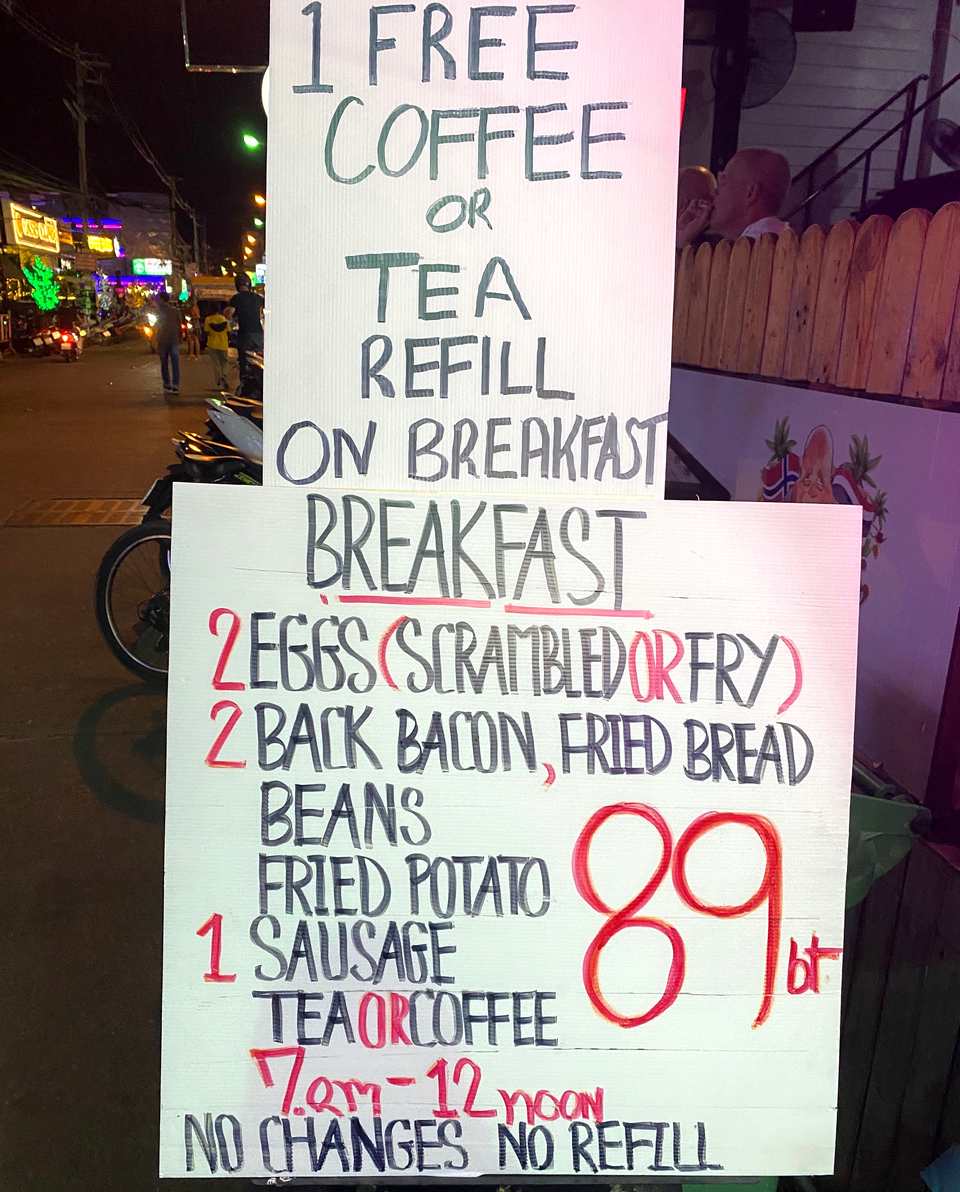 1 FREE
COFFEE
OR
TEA
REFILL
ON BREAKFAST
BREAKFAST
2 EGGS (SCRAMBLED OR FRY)
2 BACK BACON, FRIED BREAD
BEANS
FRIED POTATO
89 bt
1 SAUSAGE
TEA OR COFFEE
7.am - 12 noon
NO CHANGES NO REFILL